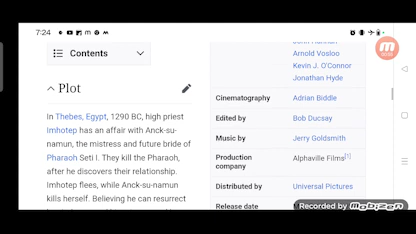 7:24
Contents
Plot
In Thebes, Egypt, 1290 BC, high priest
Imhotep has an affair with Anck-su-
namun, the mistress and future bride of
Pharaoh Seti I. They kill the Pharaoh,
after he discovers their relationship.
Imhotep flees, while Anck-su-namun
kills herself. Believing he can resurrect
Arnold Vosloo
Kevin J. O'Connor
Jonathan Hyde
Cinematography Adrian Biddle
Edited by Bob Ducsay
Music by Jerry Goldsmith
Production Alphaville Films[1]
company
Distributed by Universal Pictures
Release date
Recorded by Mobizen